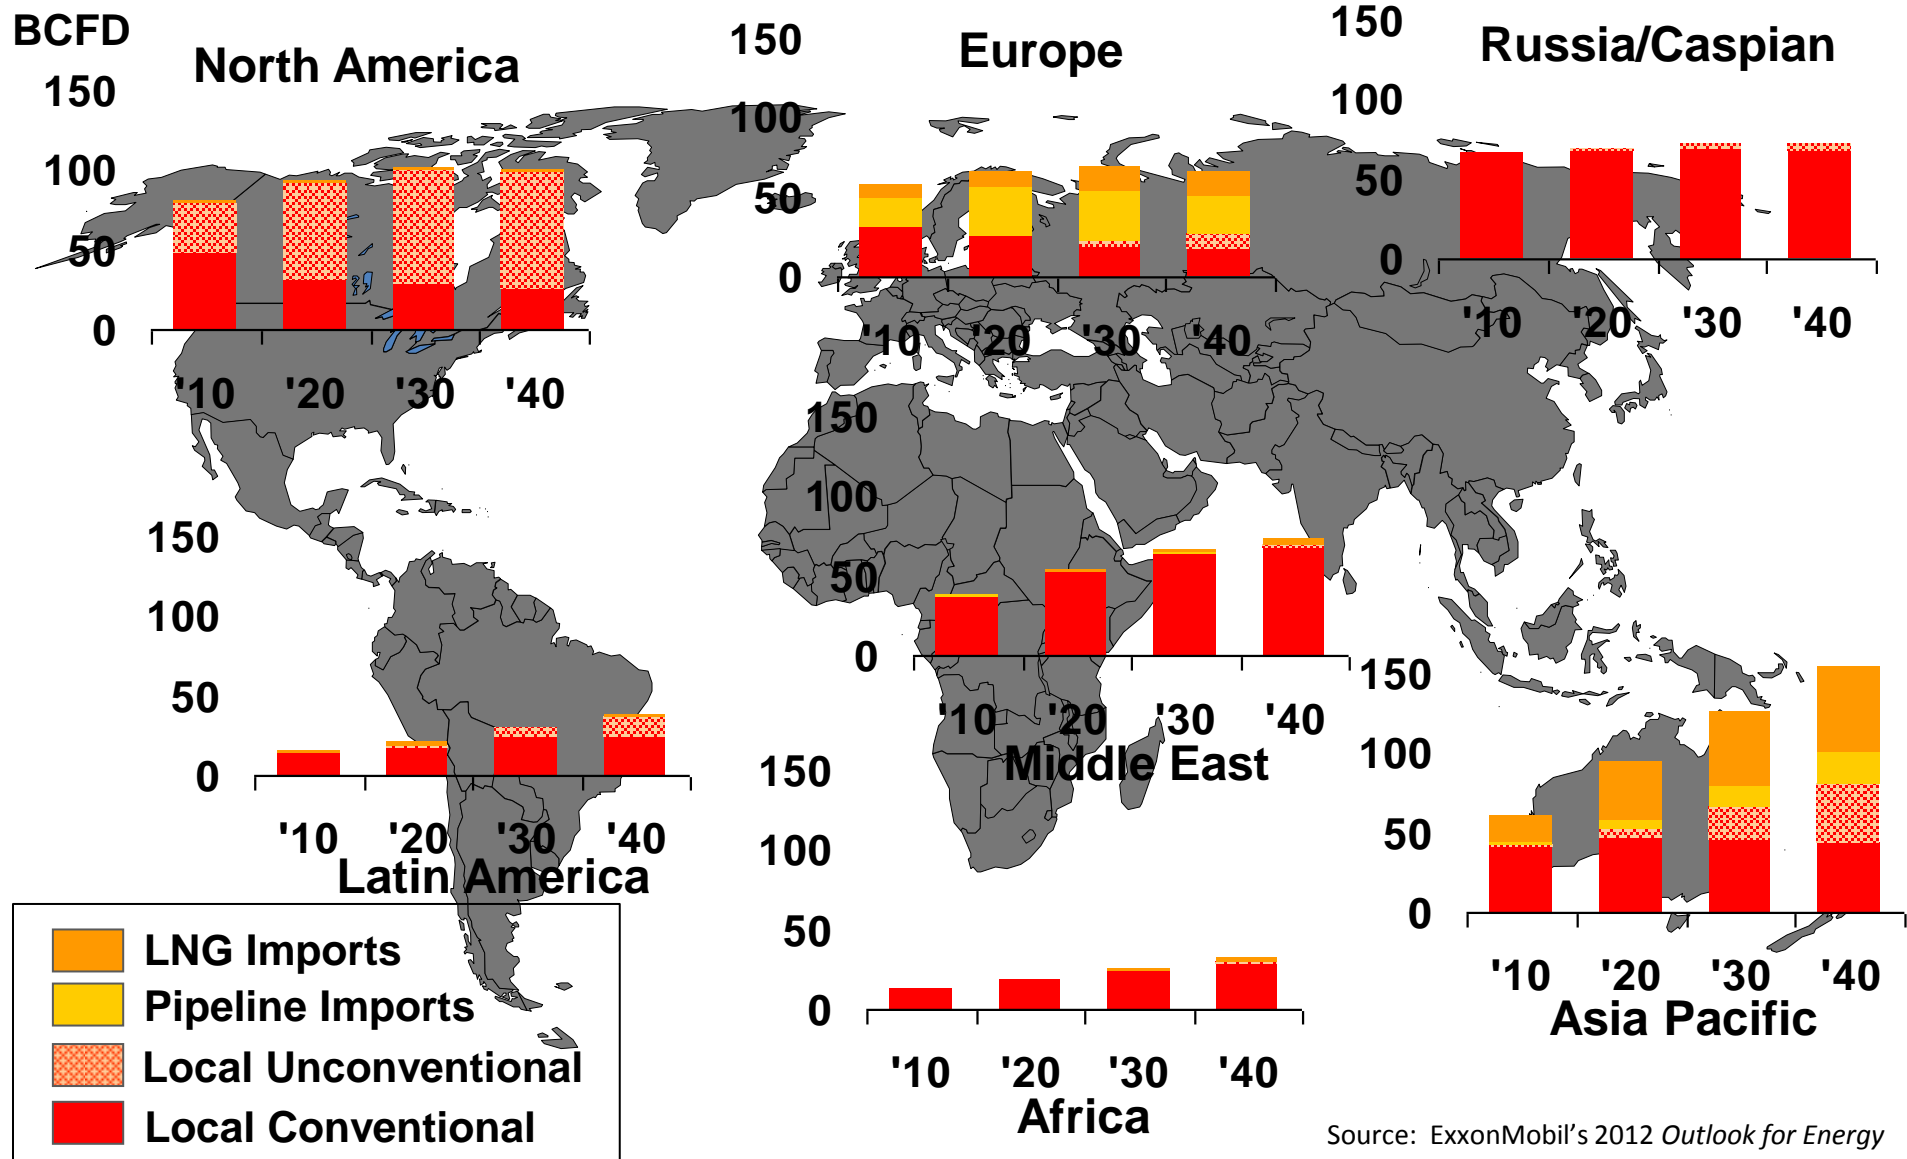 BCFD
North America
150
100
50
0
'10 '20 '30 '40
Europe
150
100
50
0
'10 '20 '30 '40
Russia/Caspian
150
100
50
0
'10 '20 '30 '40
150
100
50
0
'10 '20 '30 '40
Latin America
150
100
50
0
'10 '20 '30 '40
Middle East
150
100
50
0
'10 '20 '30 '40
Africa
150
100
50
0
'10 '20 '30 '40
Asia Pacific
LNG Imports
Pipeline Imports
Local Unconventional
Local Conventional
Source: ExxonMobil’s 2012 Outlook for Energy